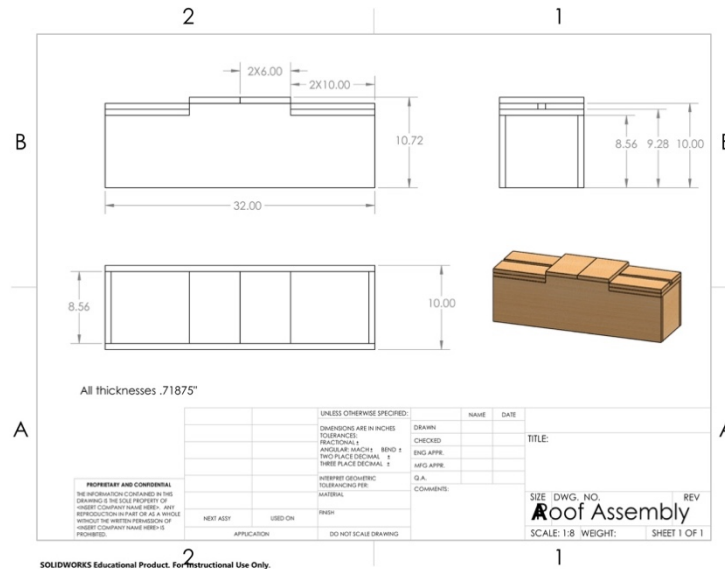 2
1
2X6.00
2X10.00
B
10.72
8.56
9.28
10.00
32.00
8.56
10.00
All thicknesses .71875"
A
A
UNLESS OTHERWISE SPECIFIED:
NAME
DATE
DIMENSIONS ARE IN INCHES
TOLERANCES:
FRACTIONAL ±
ANGULAR: MACH ± BEND ±
TWO PLACE DECIMAL ±
THREE PLACE DECIMAL ±
DRAWN
CHECKED
ENG APPR.
MFG APPR.
TITLE:
INTERPRET GEOMETRIC
TOLERANCING PER:
Q.A.
COMMENTS:
MATERIAL
FINISH
PROPRIETARY AND CONFIDENTIAL
THE INFORMATION CONTAINED IN THIS
DRAWING IS THE SOLE PROPERTY OF
<INSERT COMPANY NAME HERE>. ANY
REPRODUCTION IN PART OR AS A WHOLE
WITHOUT THE WRITTEN PERMISSION OF
<INSERT COMPANY NAME HERE> IS
PROHIBITED.
NEXT ASSY
USED ON
APPLICATION
DO NOT SCALE DRAWING
SIZE DWG. NO. REV
A Roof Assembly
SCALE: 1:8 WEIGHT: SHEET 1 OF 1
2
1
SOLIDWORKS Educational Product. For Instructional Use Only.